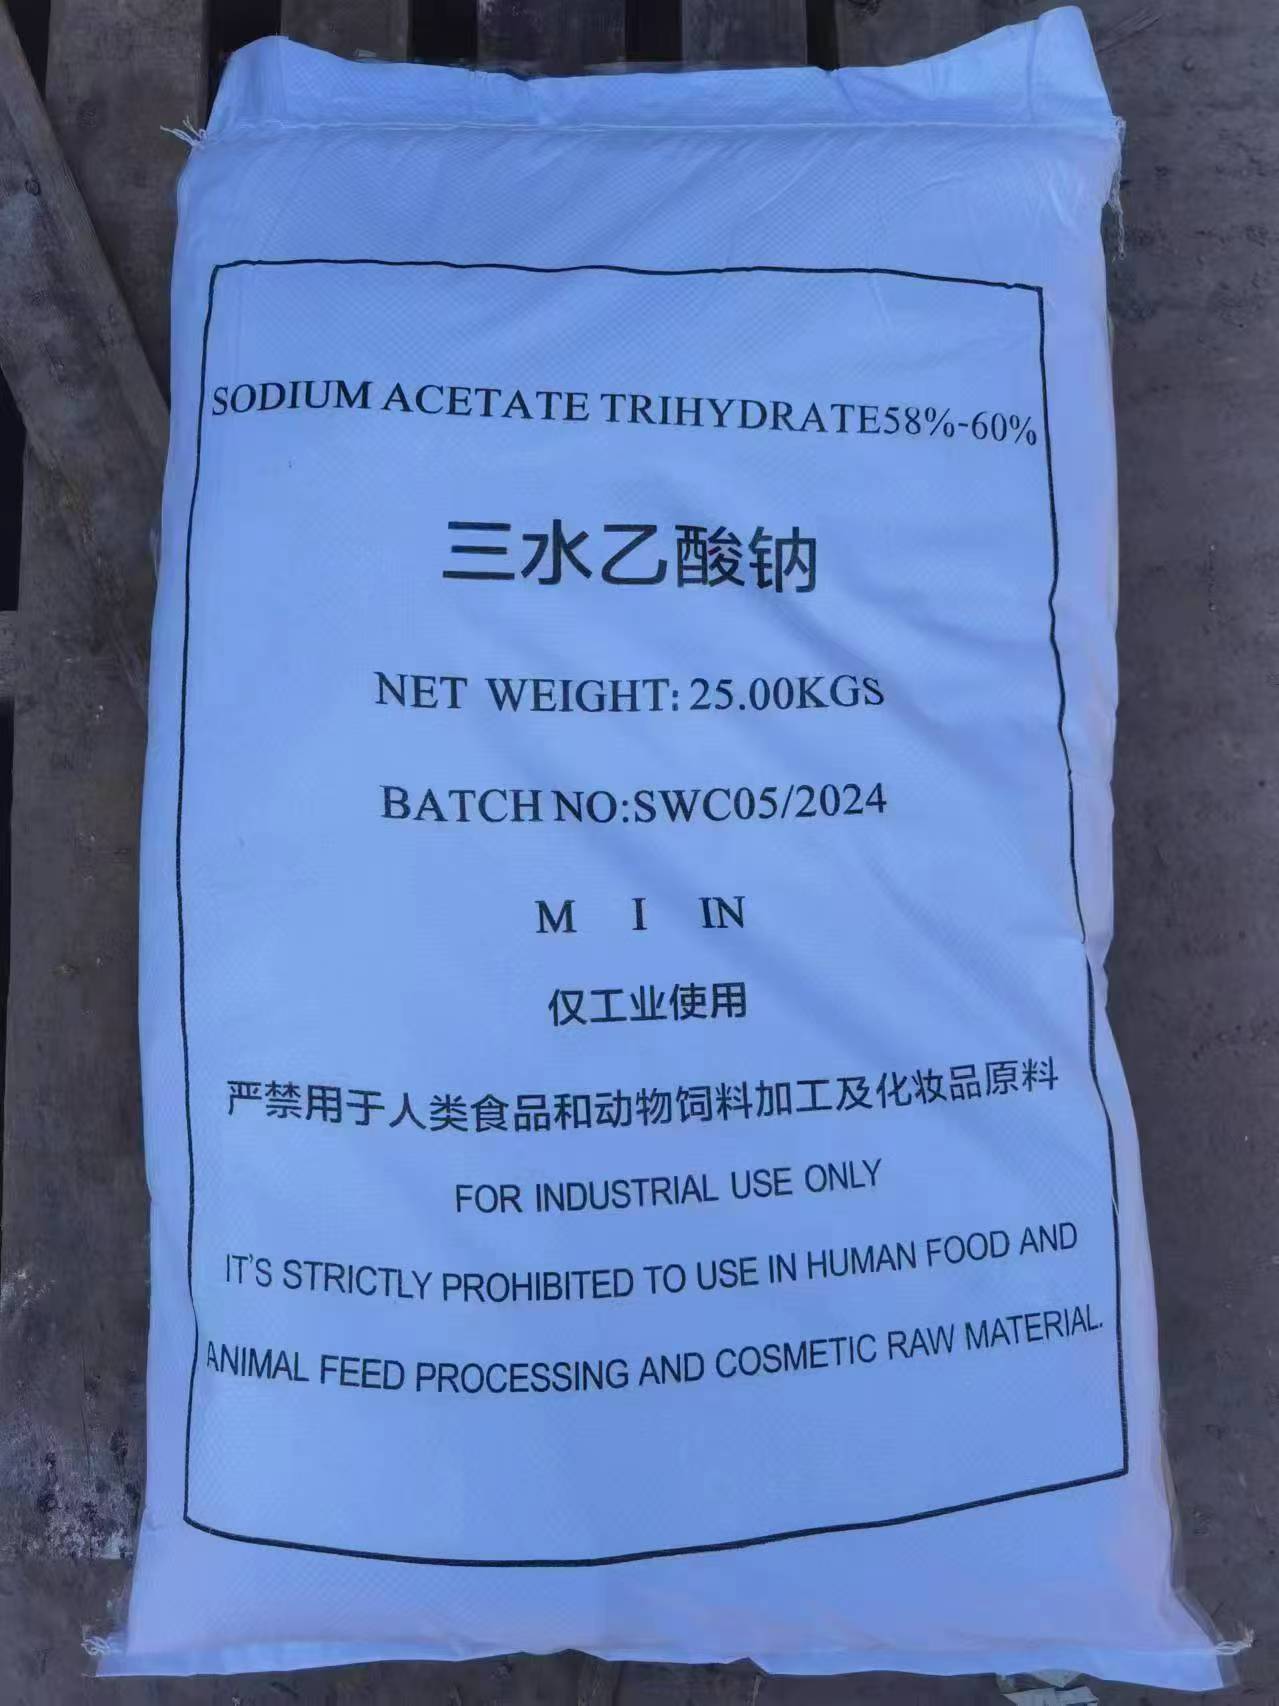 SODIUM ACETATE TRIHYDRATE58%-60%
三水乙酸钠
NET WEIGHT: 25.00KGS
BATCH NO:SWC05/2024
M I IN
仅工业使用
严禁用于人类食品和动物饲料加工及化妆品原料
FOR INDUSTRIAL USE ONLY
IT'S STRICTLY PROHIBITED TO USE IN HUMAN FOOD AND
ANIMAL FEED PROCESSING AND COSMETIC RAW MATERIAL.